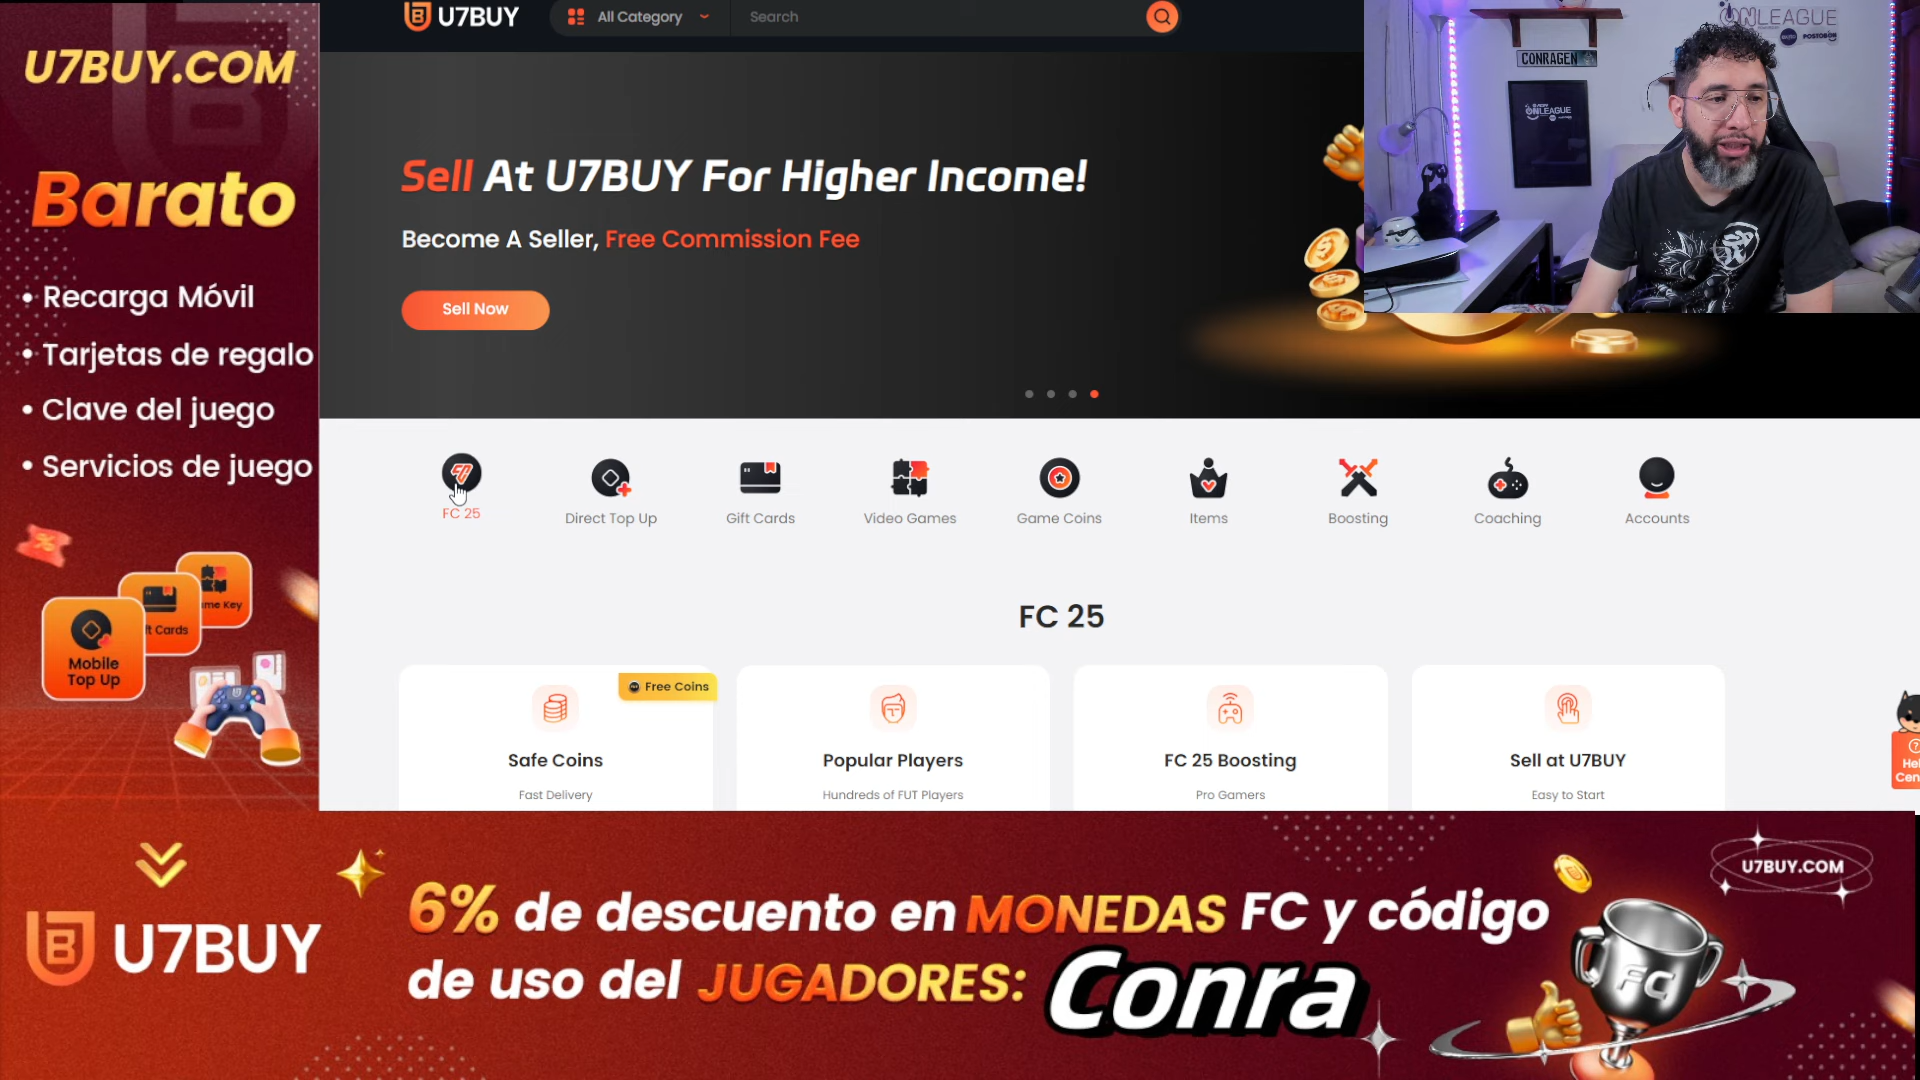 U7BUY.COM
Barato
• Recarga Móvil
• Tarjetas de regalo
• Clave del juego
• Servicios de juego
Mobile
Top Up
U7BUY
All Category
Search
Sell At U7BUY For Higher Income!
Become A Seller, Free Commission Fee
Sell Now
ONLEAGUE
POSTOBON
CONRAGEN
ONLEAGUE
FC 25
Direct Top Up
Gift Cards
Video Games
Game Coins
Items
Boosting
Coaching
Accounts
FC 25
Free Coins
Safe Coins
Fast Delivery
Popular Players
Hundreds of FUT Players
FC 25 Boosting
Pro Gamers
Sell at U7BUY
Easy to Start
U7BUY
6% de descuento en MONEDAS FC y código
de uso del JUGADORES: Conra
U7BUY.COM
FC